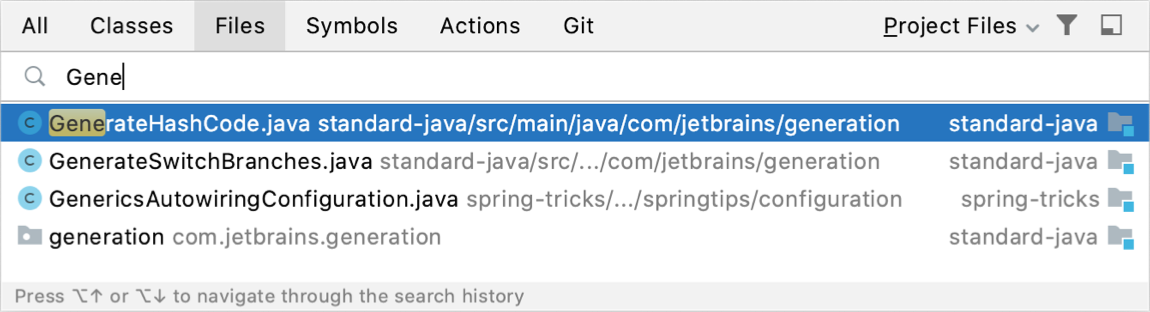 All Classes Files Symbols Actions Git Project Files
Gene
C GenerateHashCode.java standard-java/src/main/java/com/jetbrains/generation standard-java
C GenerateSwitchBranches.java standard-java/src/.../com/jetbrains/generation standard-java
C GenericsAutowiringConfiguration.java spring-tricks/.../springtips/configuration spring-tricks
generation com.jetbrains.generation standard-java
Press ⌥↑ or ⌥↓ to navigate through the search history